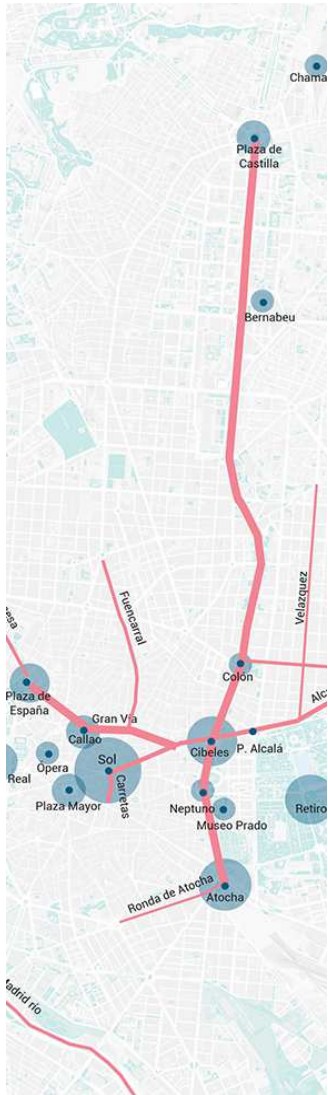 Chama
Plaza de
Castilla
Bernabeu
Velazquez
Fuencarral
esa
Colón
Plaza de
España
Alc
Gran Vía
Callao
Cibeles
P. Alcalá
Ópera
Sol
Real
Carretas
Plaza Mayor
Neptuno
Retiro
Museo Prado
Ronda de Atocha
Atocha
Madrid río